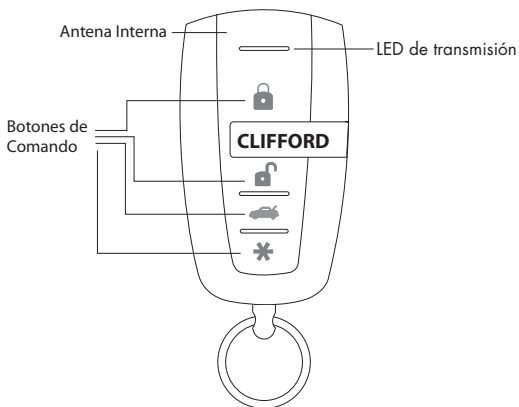 Antena Interna
LED de transmisión
Botones de
Comando
CLIFFORD